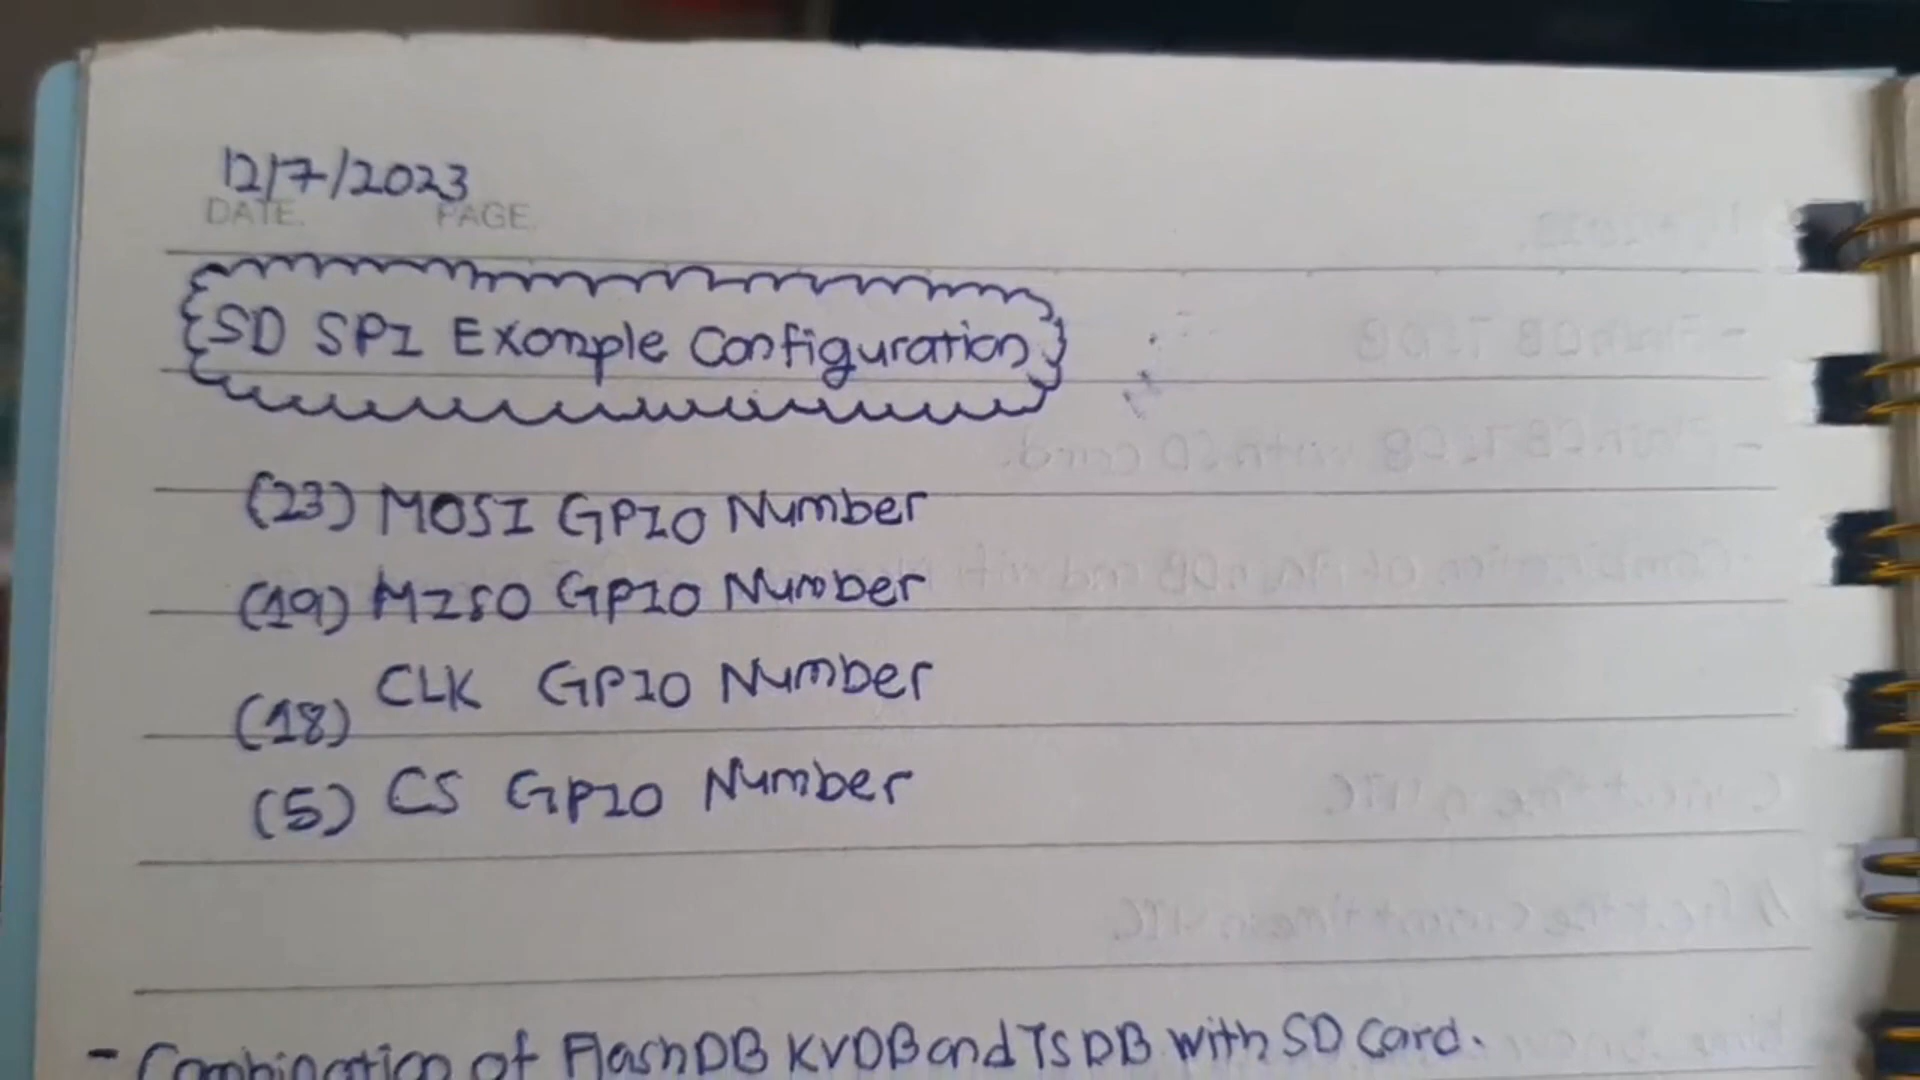 12/7/2023
DATE. PAGE.
SD SPI Example Configuration
(23) MOSI GPIO Number
(19) MISO GPIO Number
(18) CLK GPIO Number
(5) CS GPIO Number
- Combination of FlashDB KVDB and TSDB with SD Card.